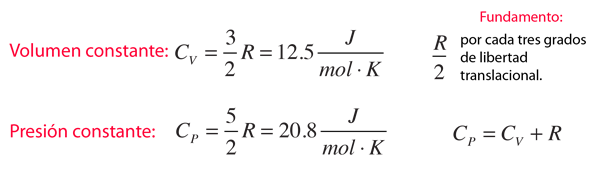 Fundamento:
Volumen constante: C_V = 3/2 R = 12.5 J/(mol · K)
R/2 por cada tres grados
de libertad
translacional.
Presión constante: C_P = 5/2 R = 20.8 J/(mol · K)
C_P = C_V + R